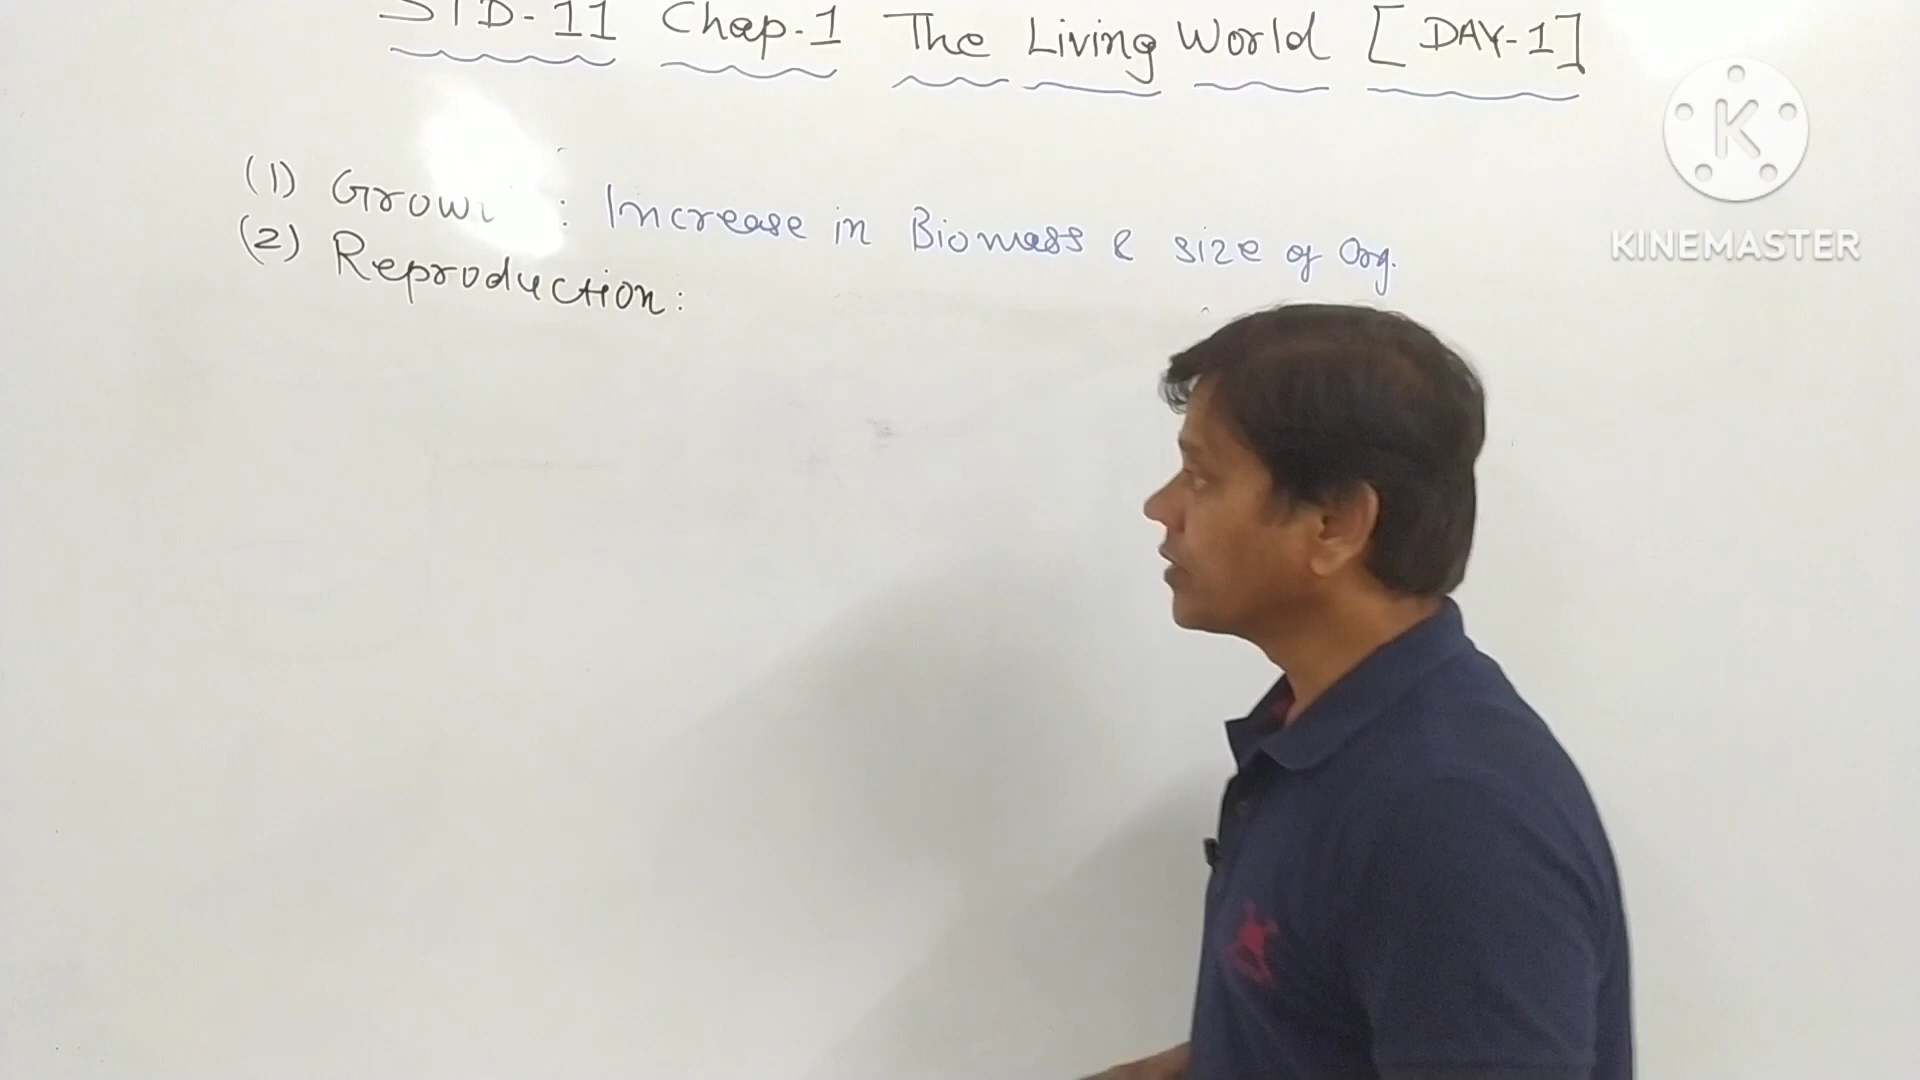 STD-11 Chap.1 The Living World [DAY-1]
(1) Growt : Increase in Biomass & size of Org.
(2) Reproduction:
K
KINEMASTER